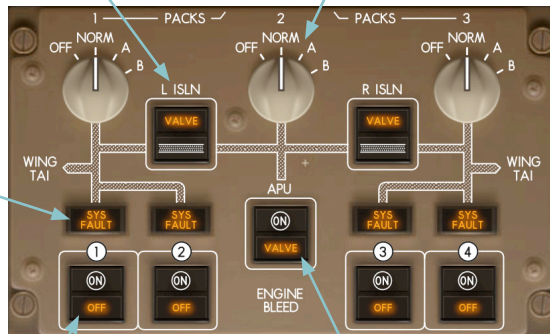 1 PACKS 2 PACKS 3
OFF NORM A B
OFF NORM A B
OFF NORM A B
L ISLN
R ISLN
VALVE
VALVE
WING
TAI
WING
TAI
APU
SYS
FAULT
SYS
FAULT
SYS
FAULT
SYS
FAULT
ON
VALVE
1
2
3
4
ON
ON
ON
ON
OFF
OFF
OFF
OFF
ENGINE
BLEED